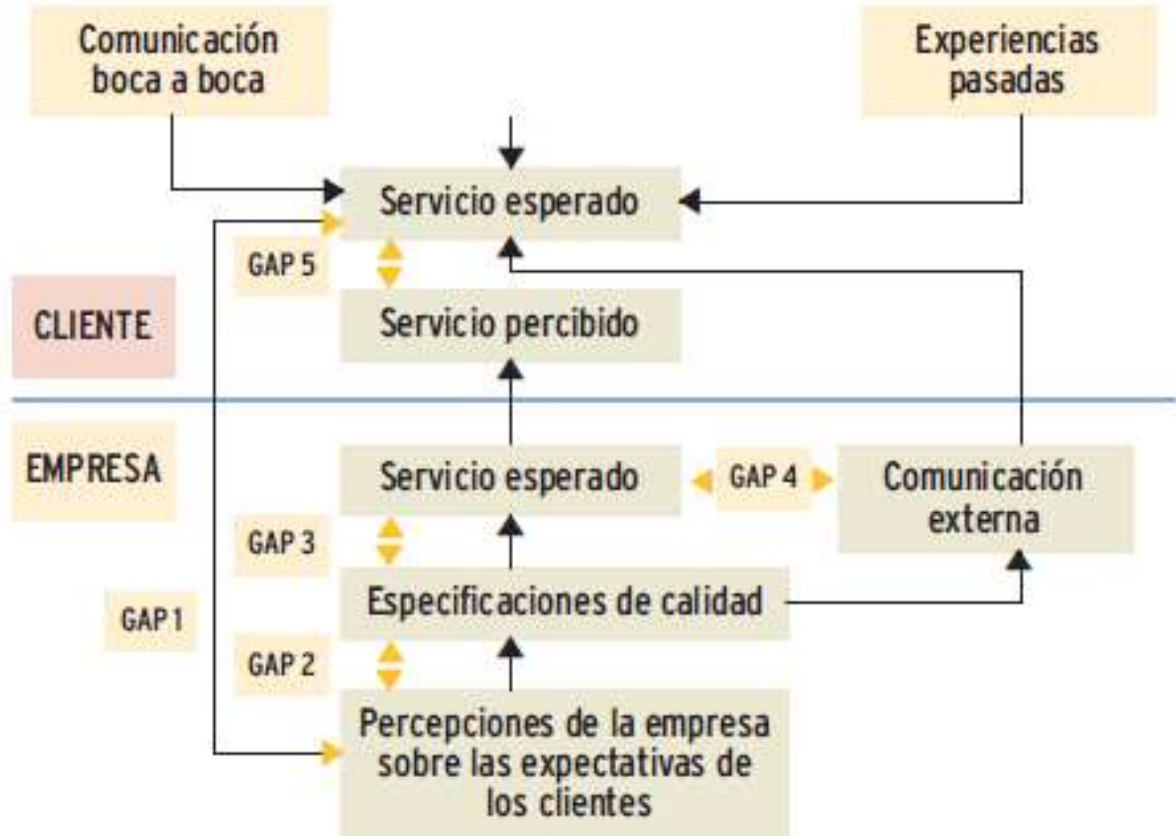 Comunicación
boca a boca
Experiencias
pasadas
Servicio esperado
GAP 5
CLIENTE
Servicio percibido
EMPRESA
Servicio esperado
GAP 4
Comunicación
externa
GAP 3
Especificaciones de calidad
GAP 1
GAP 2
Percepciones de la empresa
sobre las expectativas de
los clientes